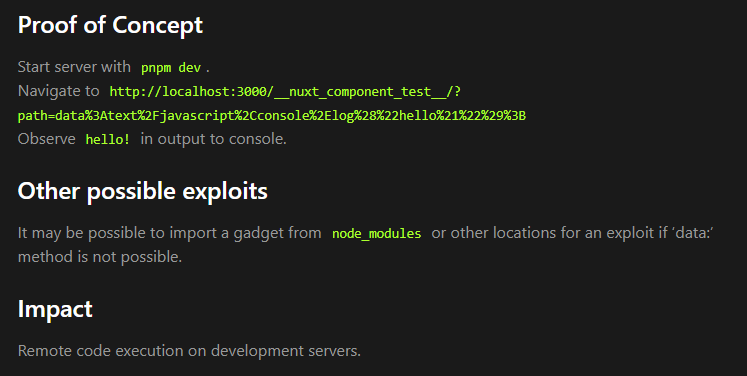 Proof of Concept
Start server with pnpm dev .
Navigate to http://localhost:3000/__nuxt_component_test__/?
path=data%3Atext%2Fjavascript%2Cconsole%2Elog%28%22hello%21%22%29%3B
Observe hello! in output to console.
Other possible exploits
It may be possible to import a gadget from node_modules or other locations for an exploit if ‘data:’
method is not possible.
Impact
Remote code execution on development servers.